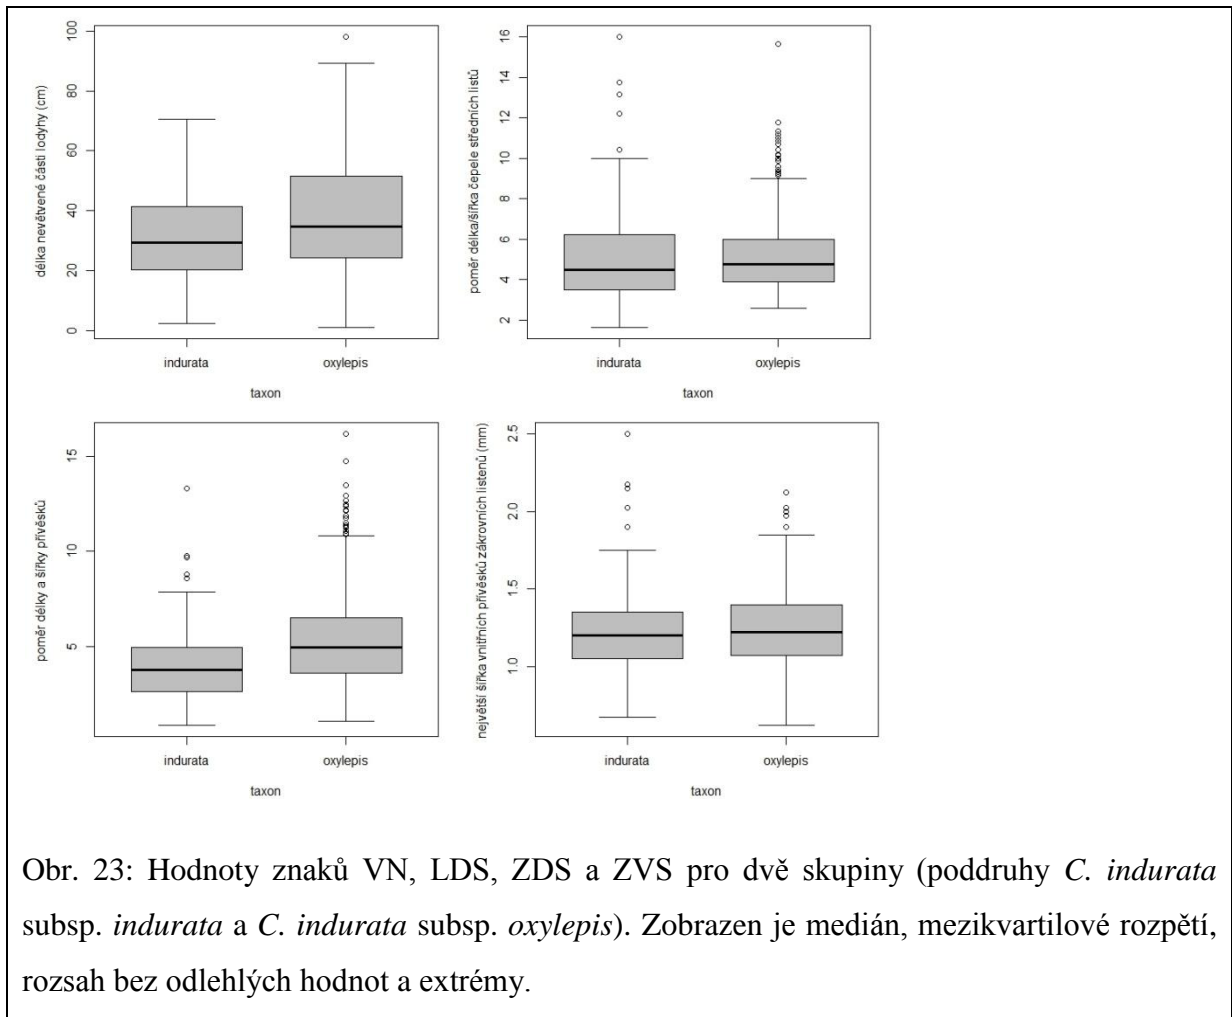 délka nevětvené části lodyhy (cm)
0
20
40
60
80
100
indurata
oxylepis
taxon
poměr délka/šířka čepele středních listů
2
4
6
8
10
12
14
16
indurata
oxylepis
taxon
poměr délky a šířky přívěsků
5
10
15
indurata
oxylepis
taxon
největší šířka vnitřních přívěsků zákrovních listenů (mm)
1.0
1.5
2.0
2.5
indurata
oxylepis
taxon
Obr. 23: Hodnoty znaků VN, LDS, ZDS a ZVS pro dvě skupiny (poddruhy C. indurata
subsp. indurata a C. indurata subsp. oxylepis). Zobrazen je medián, mezikvartilové rozpětí,
rozsah bez odlehlých hodnot a extrémy.